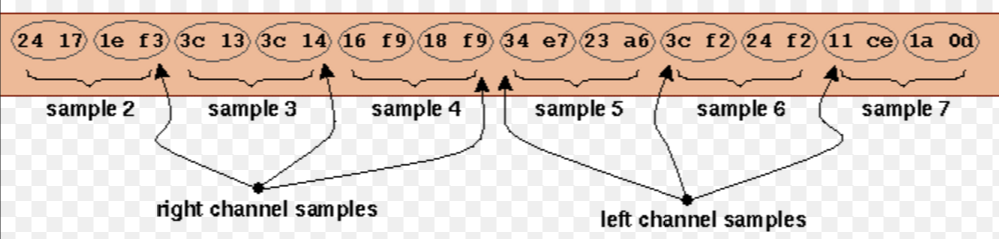 24 17 1e f3 3c 13 3c 14 16 f9 18 f9 34 e7 23 a6 3c f2 24 f2 11 ce 1a 0d
sample 2 sample 3 sample 4 sample 5 sample 6 sample 7
right channel samples
left channel samples